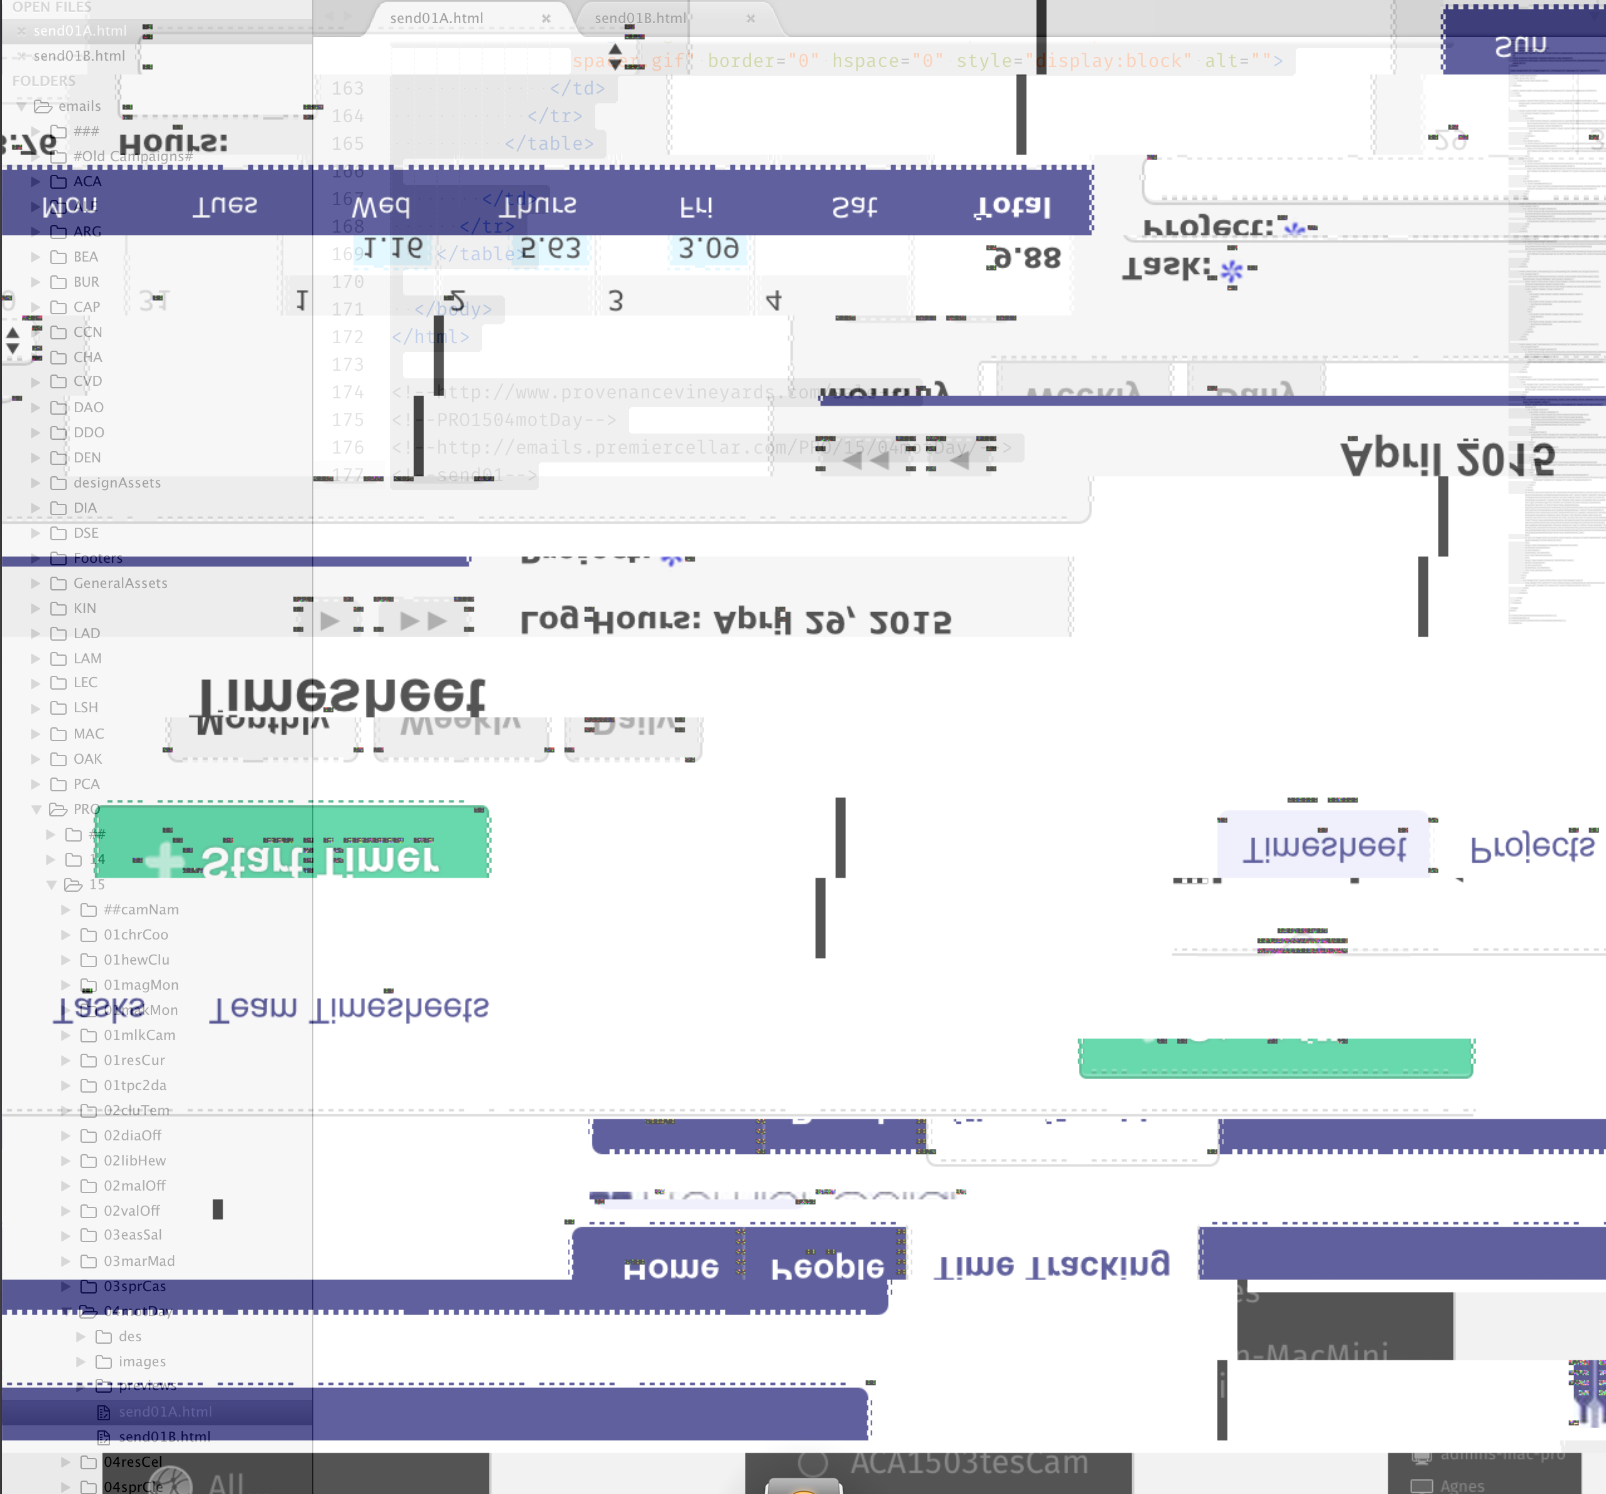 OPEN FILES
send01A.html
send01B.html
FOLDERS
emails
###
#Old Campaigns#
ACA
ARG
BEA
BUR
CAP
CCN
CHA
CVD
DAO
DDO
DEN
designAssets
DIA
DSE
Footers
GeneralAssets
KIN
LAD
LAM
LEC
LSH
MAC
OAK
PCA
PRO
##
14
15
##camNam
01chrCoo
01hewClu
01magMon
01makMon
01mlkCam
01resCur
01tpc2da
02cluTem
02diaOff
02libHew
02malOff
02valOff
03easSal
03marMad
03sprCas
04motDay
des
images
previews
send01A.html
send01B.html
04resCel
04sprCle
send01A.html
send01B.html
spacer.gif" border="0" hspace="0" style="display:block" alt="">
163 </td>
164 </tr>
165 </table>
166
167 </td>
168 </tr>
169 </table>
170
171 </body>
172 </html>
173
174 <!--http://www.provenancevineyards.com
175 <!--PRO1504motDay-->
176 <!--http://emails.premiercellar.com/PRO/15/04motDay/-->
177 <!--send01-->
Sun
Hours:
Mon Tues Wed Thurs Fri Sat Total
1.16 5.63 3.09 9.88
31 1 2 3 4
Project: *
Task: *
Monthly Weekly Daily
April 2015
Project: *
Log Hours: April 29, 2015
Timesheet
Monthly Weekly Daily
+ Start Timer
Timesheet Projects
Tasks Team Timesheets
Home People Time Tracking
n-MacMini
All
ACA1503tesCam
admins-mac-pro
Agnes